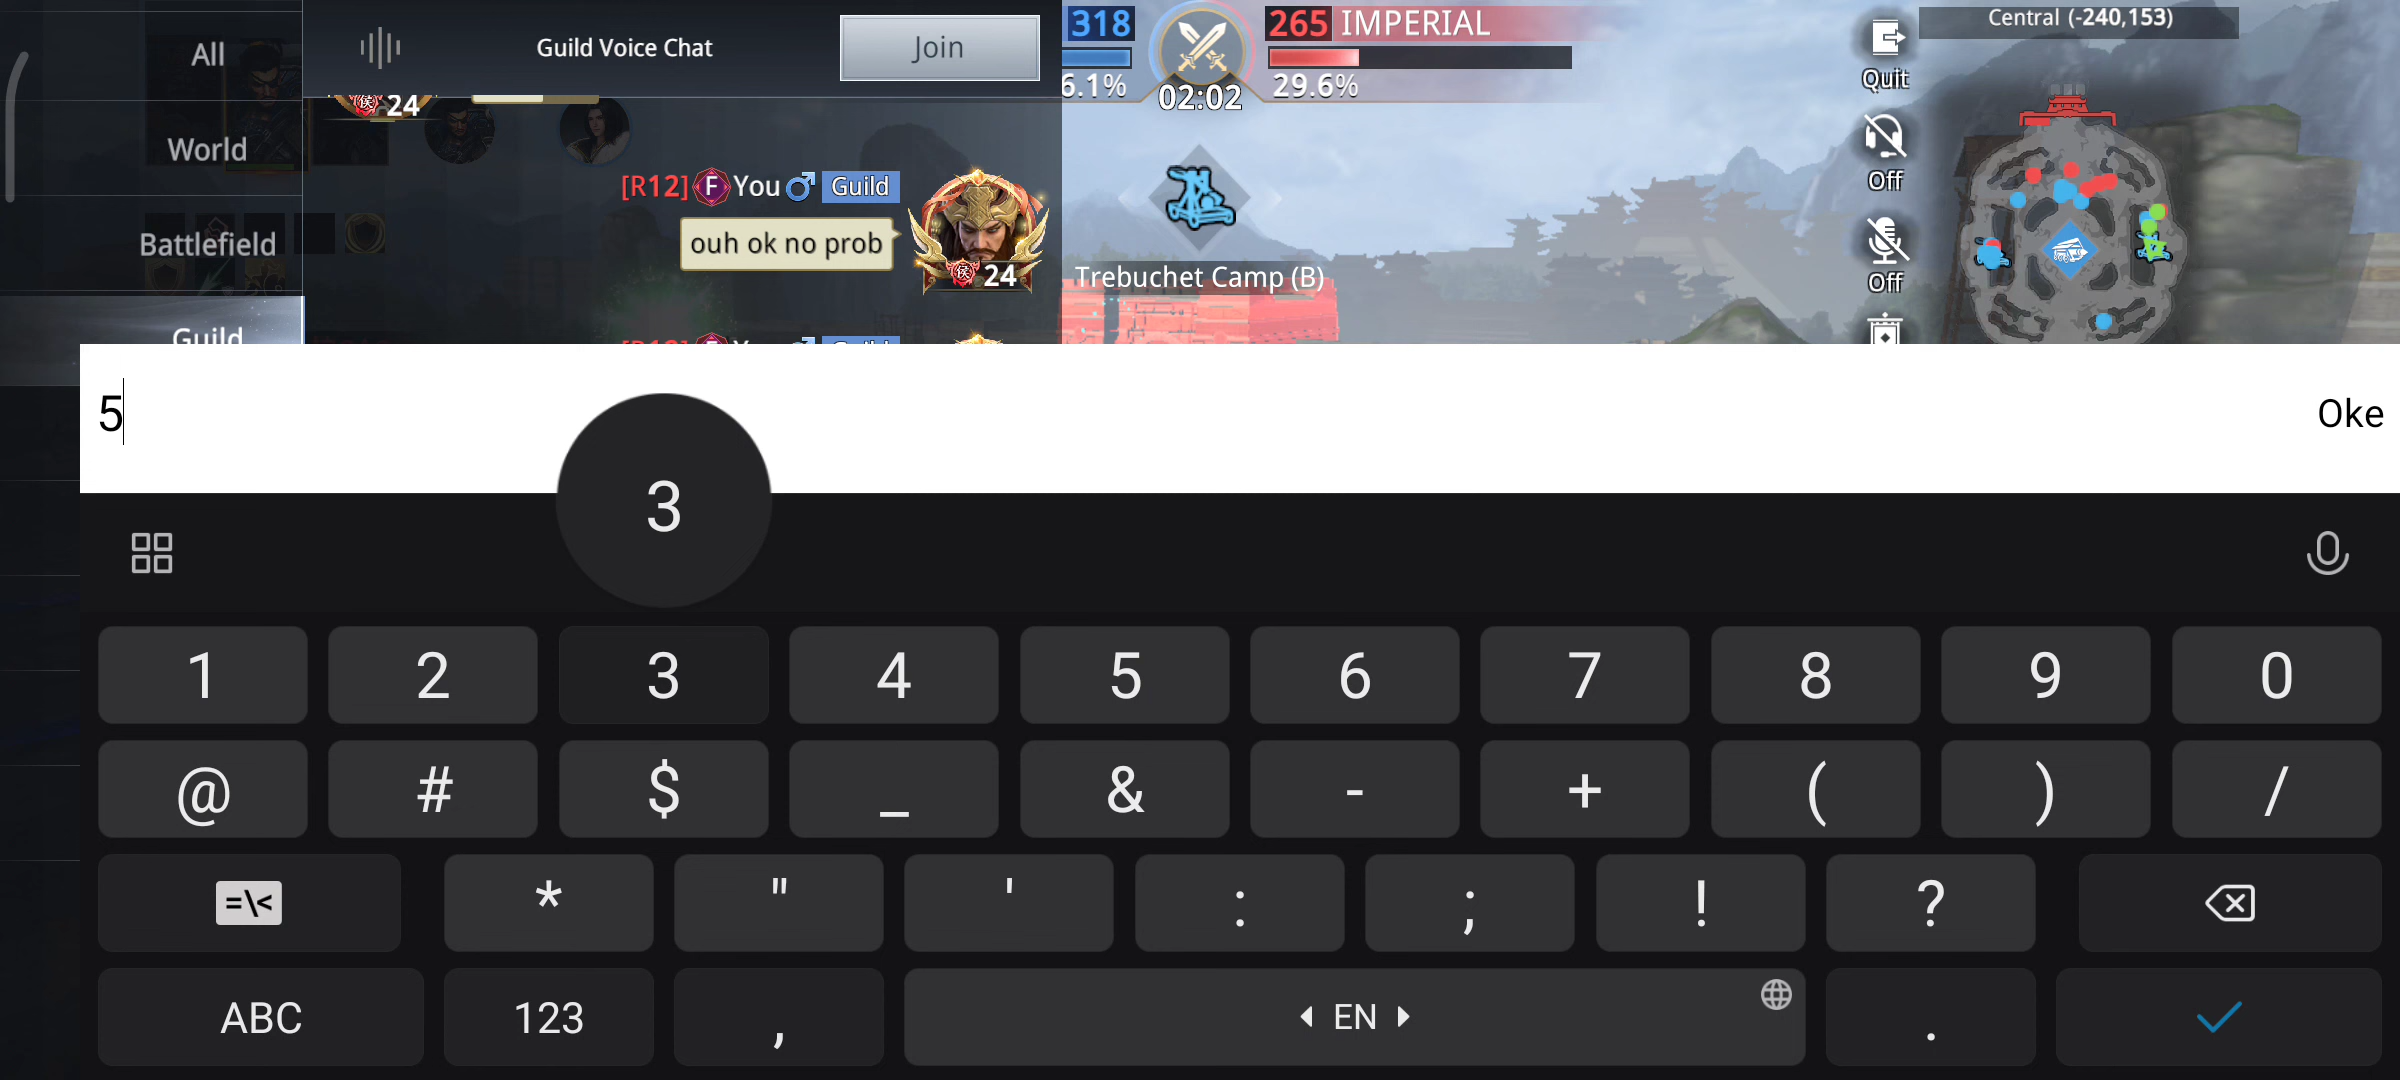 All
World
Battlefield
Guild
Guild Voice Chat
Join
24
[R12] F You Guild
ouh ok no prob
侯 24
318
6.1%
02:02
265 IMPERIAL
29.6%
Trebuchet Camp (B)
Quit
Off
Off
Central (-240,153)
5
Oke
3
1 2 3 4 5 6 7 8 9 0
@ # $ _ & - + ( ) /
=\< * " ' : ; ! ?
ABC 123 , EN .